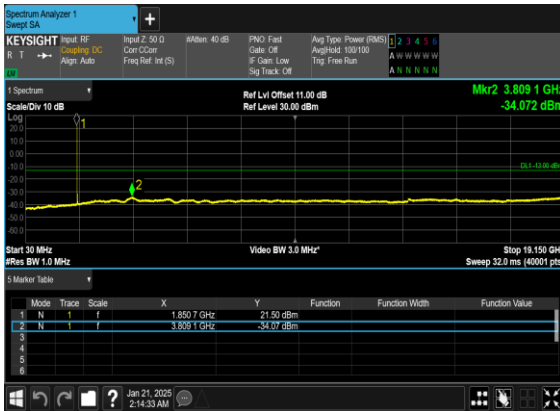 Spectrum Analyzer 1
Swept SA
+
KEYSIGHT Input: RF Input Z: 50 Ω #Atten: 40 dB PNO: Fast Avg Type: Power (RMS) 1 2 3 4 5 6
R T Coupling: DC Corr CCorr Gate: Off Avg|Hold: 100/100 A W W W W W
Align: Auto Freq Ref: Int (S) IF Gain: Low Trig: Free Run
Sig Track: Off A N N N N N
1 Spectrum Ref Lvl Offset 11.00 dB Mkr2 3.809 1 GHz
Scale/Div 10 dB Ref Level 30.00 dBm -34.072 dBm
Log
1
20.0
10.0
0.00
-10.0 DL1 -13.00 dBm
-20.0
-30.0 2
-40.0
-50.0
-60.0
Start 30 MHz Video BW 3.0 MHz* Stop 19.150 GHz
#Res BW 1.0 MHz Sweep 32.0 ms (40001 pts)
5 Marker Table
Mode Trace Scale X Y Function Function Width Function Value
1 N 1 f 1.850 7 GHz 21.50 dBm
2 N 1 f 3.809 1 GHz -34.07 dBm
3
4
5
6
? Jan 21, 2025
2:14:33 AM